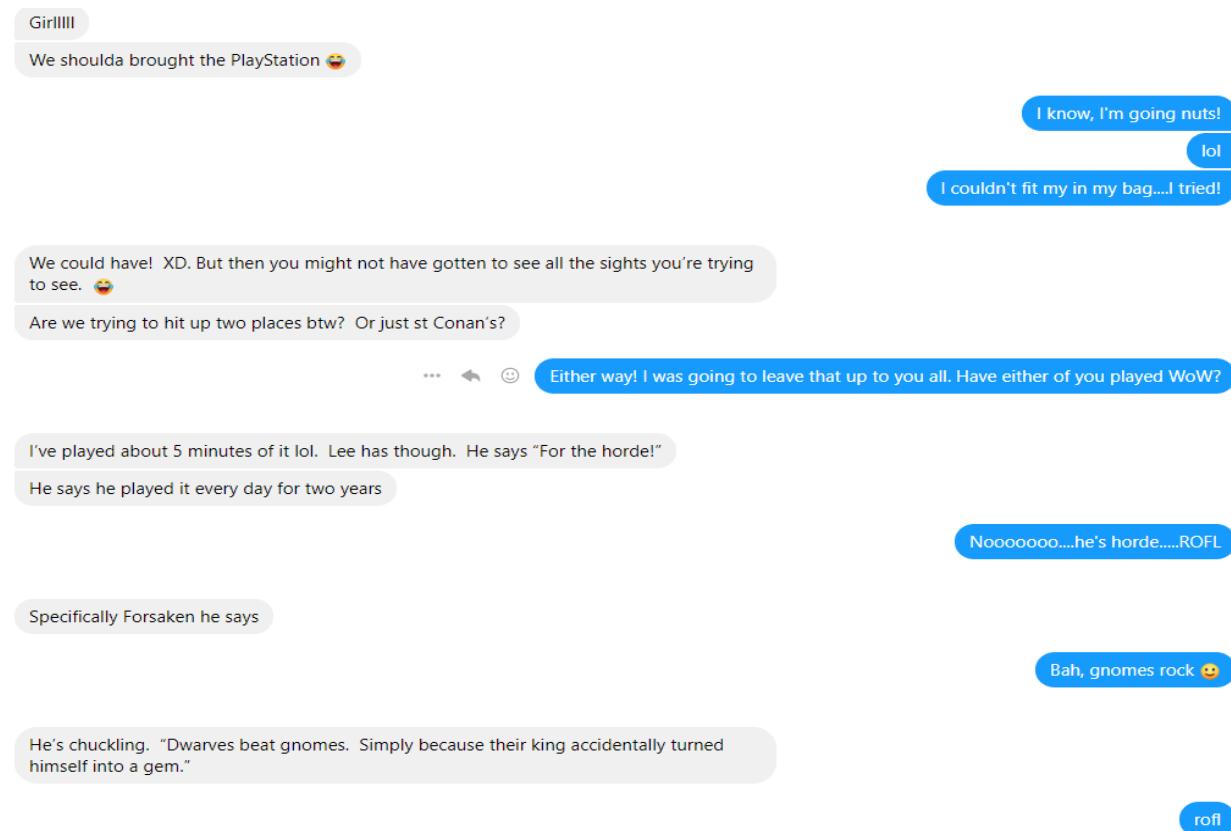 Girlllll
We shoulda brought the PlayStation 😂
I know, I'm going nuts!
lol
I couldn't fit my in my bag....I tried!
We could have!  XD. But then you might not have gotten to see all the sights you’re trying
to see.  😂
Are we trying to hit up two places btw?  Or just st Conan’s?
Either way! I was going to leave that up to you all. Have either of you played WoW?
I’ve played about 5 minutes of it lol.  Lee has though.  He says “For the horde!”
He says he played it every day for two years
Nooooooo....he's horde.....ROFL
Specifically Forsaken he says
Bah, gnomes rock 🙂
He’s chuckling.  “Dwarves beat gnomes.  Simply because their king accidentally turned
himself into a gem.”
rofl